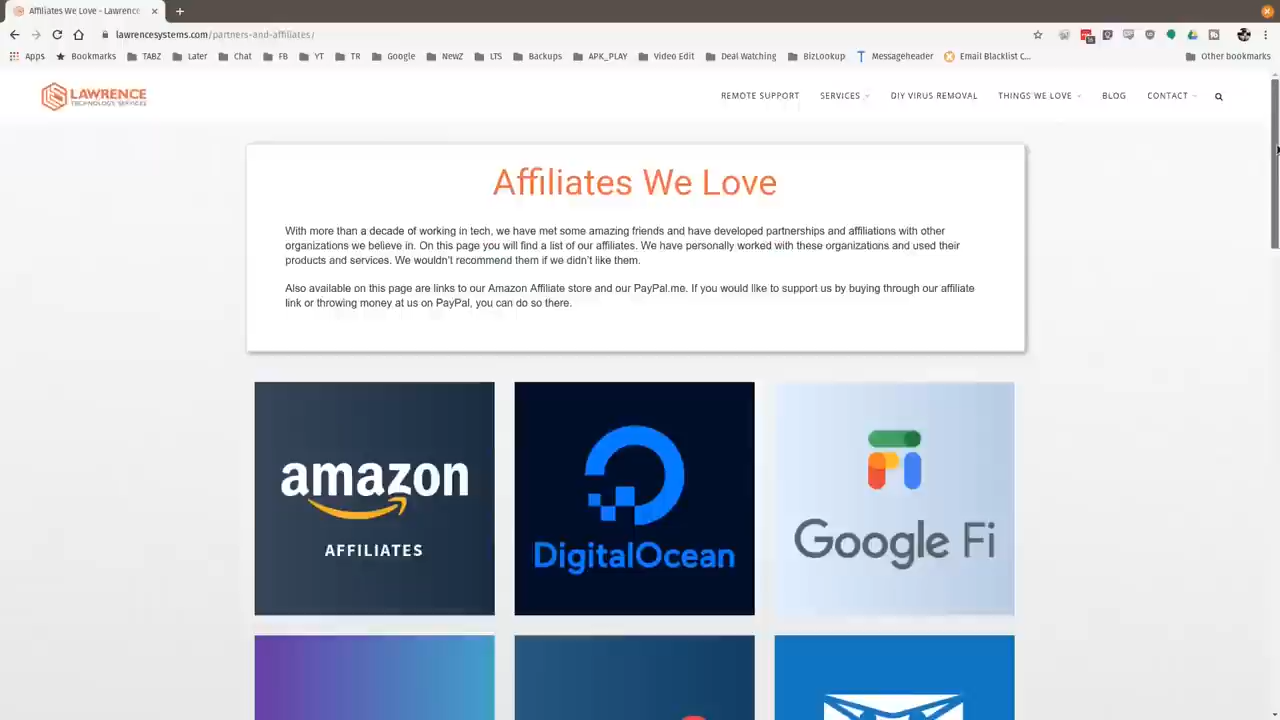 Affiliates We Love - Lawrence
lawrencesystems.com/partners-and-affiliates/
Apps Bookmarks TABZ Later Chat FB YT TR Google NewZ LTS Backups APK_PLAY Video Edit Deal Watching BizLookup Messageheader Email Blacklist C... Other bookmarks
LAWRENCE
TECHNOLOGY SERVICES
REMOTE SUPPORT SERVICES DIY VIRUS REMOVAL THINGS WE LOVE BLOG CONTACT
Affiliates We Love
With more than a decade of working in tech, we have met some amazing friends and have developed partnerships and affiliations with other
organizations we believe in. On this page you will find a list of our affiliates. We have personally worked with these organizations and used their
products and services. We wouldn't recommend them if we didn't like them.
Also available on this page are links to our Amazon Affiliate store and our PayPal.me. If you would like to support us by buying through our affiliate
link or throwing money at us on PayPal, you can do so there.
amazon
AFFILIATES
DigitalOcean
Google Fi